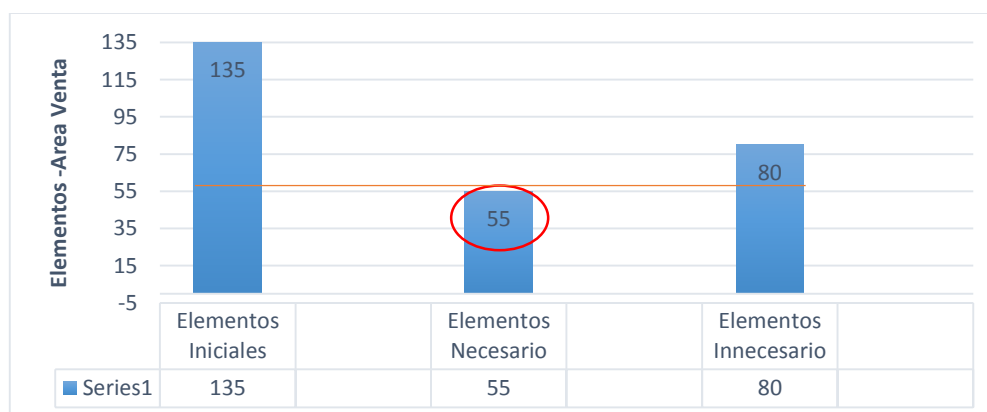 Elementos -Area Venta
135
115
95
75
55
35
15
-5
135
55
80
Elementos
Iniciales
Elementos
Necesario
Elementos
Innecesario
Series1 135 55 80